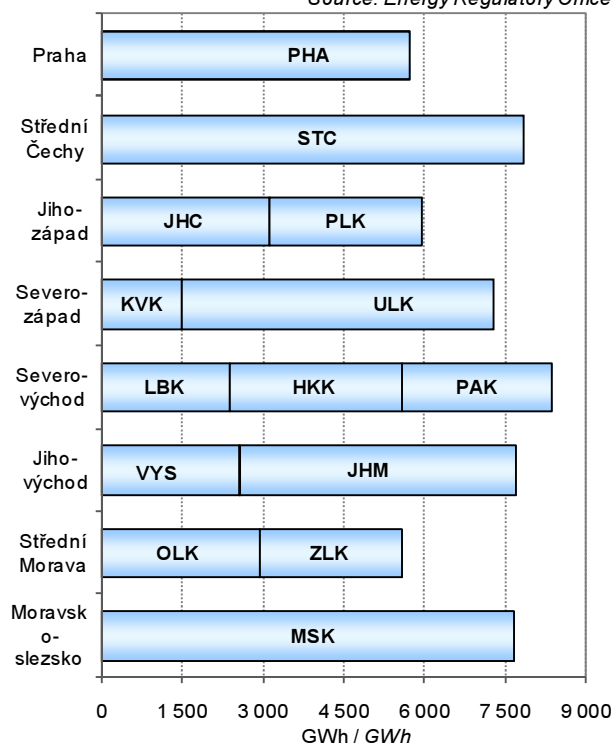 Source: Energy Regulatory Office
Praha
PHA
Střední
Čechy
STC
Jiho-
západ
JHC PLK
Severo-
západ
KVK ULK
Severo-
východ
LBK HKK PAK
Jiho-
východ
VYS JHM
Střední
Morava
OLK ZLK
Moravsk
o-
slezsko
MSK
0 1 500 3 000 4 500 6 000 7 500 9 000
GWh / GWh